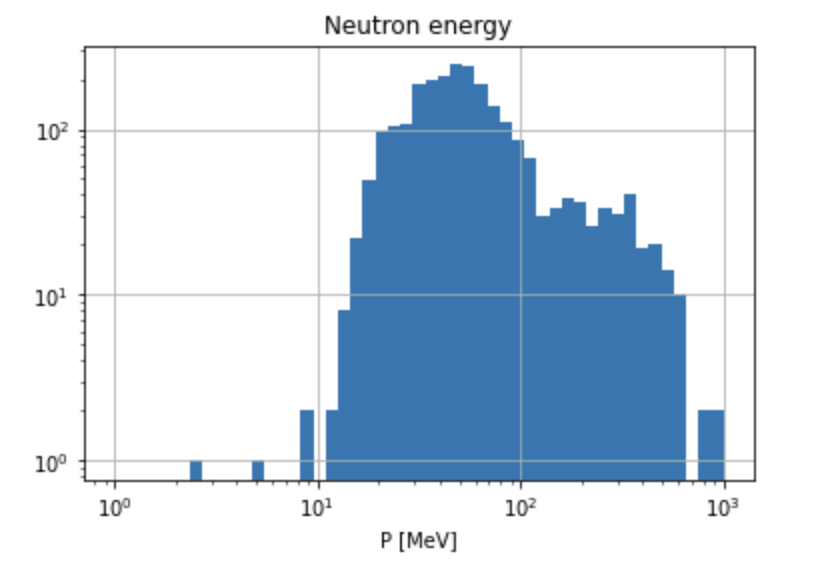 Neutron energy
10²
10¹
10⁰
10⁰ 10¹ 10² 10³
P [MeV]